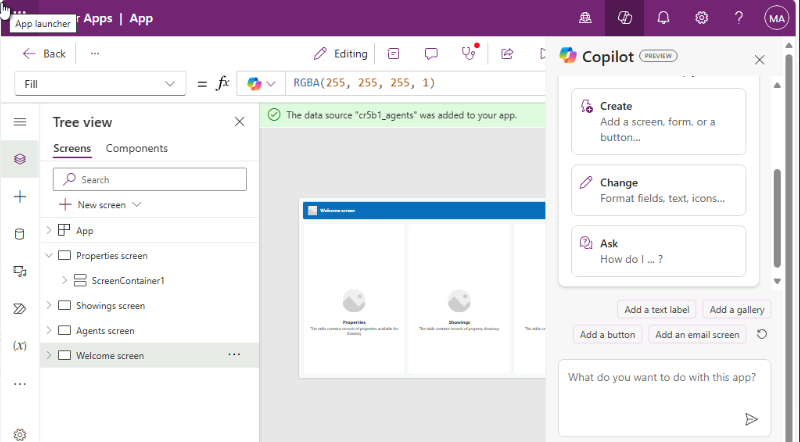 er Apps | App
MA
App launcher
Back
Editing
Copilot
PREVIEW
Fill
=
fx
RGBA(255, 255, 255, 1)
Tree view
Screens
Components
Search
New screen
App
Properties screen
ScreenContainer1
Showings screen
Agents screen
Welcome screen
...
(x)
The data source "cr5b1_agents" was added to your app.
Welcome screen
Properties
This table contains records of properties available for showing.
Showings
This table contains records of property showings.
Create
Add a screen, form, or a button...
Change
Format fields, text, icons...
Ask
How do I ... ?
Add a text label
Add a gallery
Add a button
Add an email screen
What do you want to do with this app?